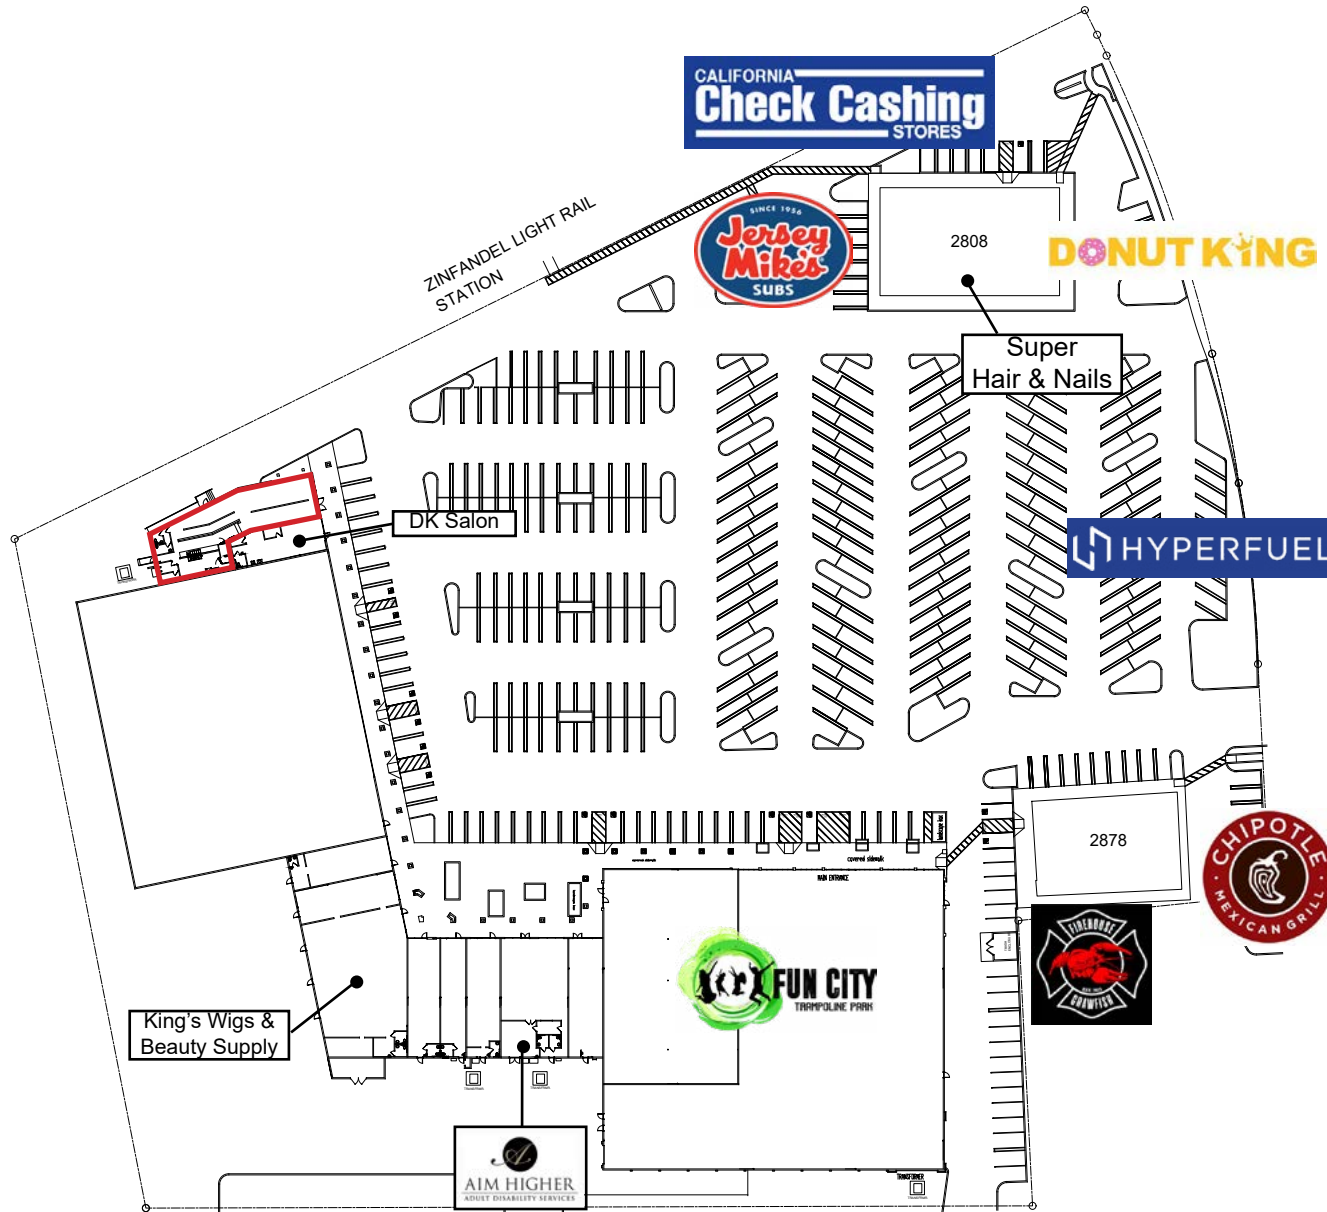 CALIFORNIA
Check Cashing
STORES
SINCE 1956
Jersey
Mike's
SUBS
2808
DONUT KING
ZINFANDEL LIGHT RAIL
STATION
Super
Hair & Nails
DK Salon
HYPERFUEL
2878
CHIPOTLE
MEXICAN GRILL
covered sidewalk
covered sidewalk
MAIN ENTRANCE
FIREHOUSE
CRAWFISH
FUN CITY
TRAMPOLINE PARK
King's Wigs &
Beauty Supply
AIM HIGHER
ADULT DISABILITY SERVICES
TRANSFORMER